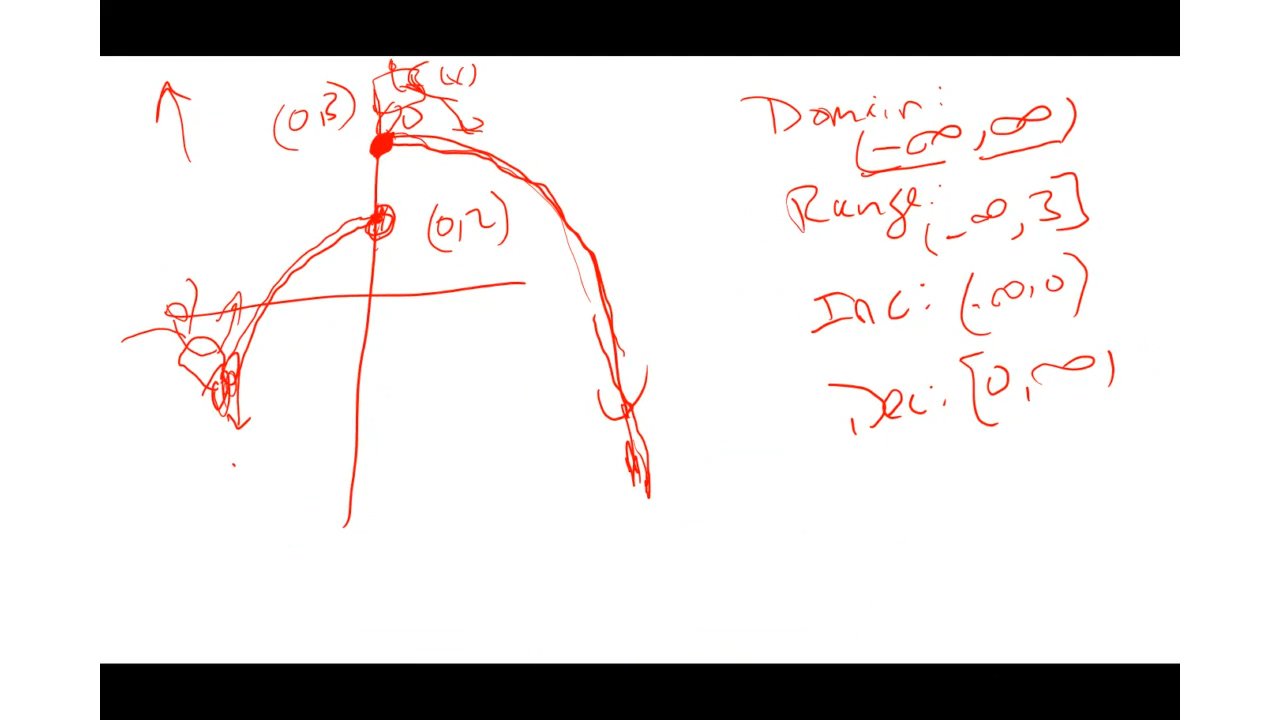 (0,3)
(0,2)
Domain:
(-∞, ∞)
Range: (-∞, 3]
Inc: (-∞, 0)
Dec: [0, ∞)